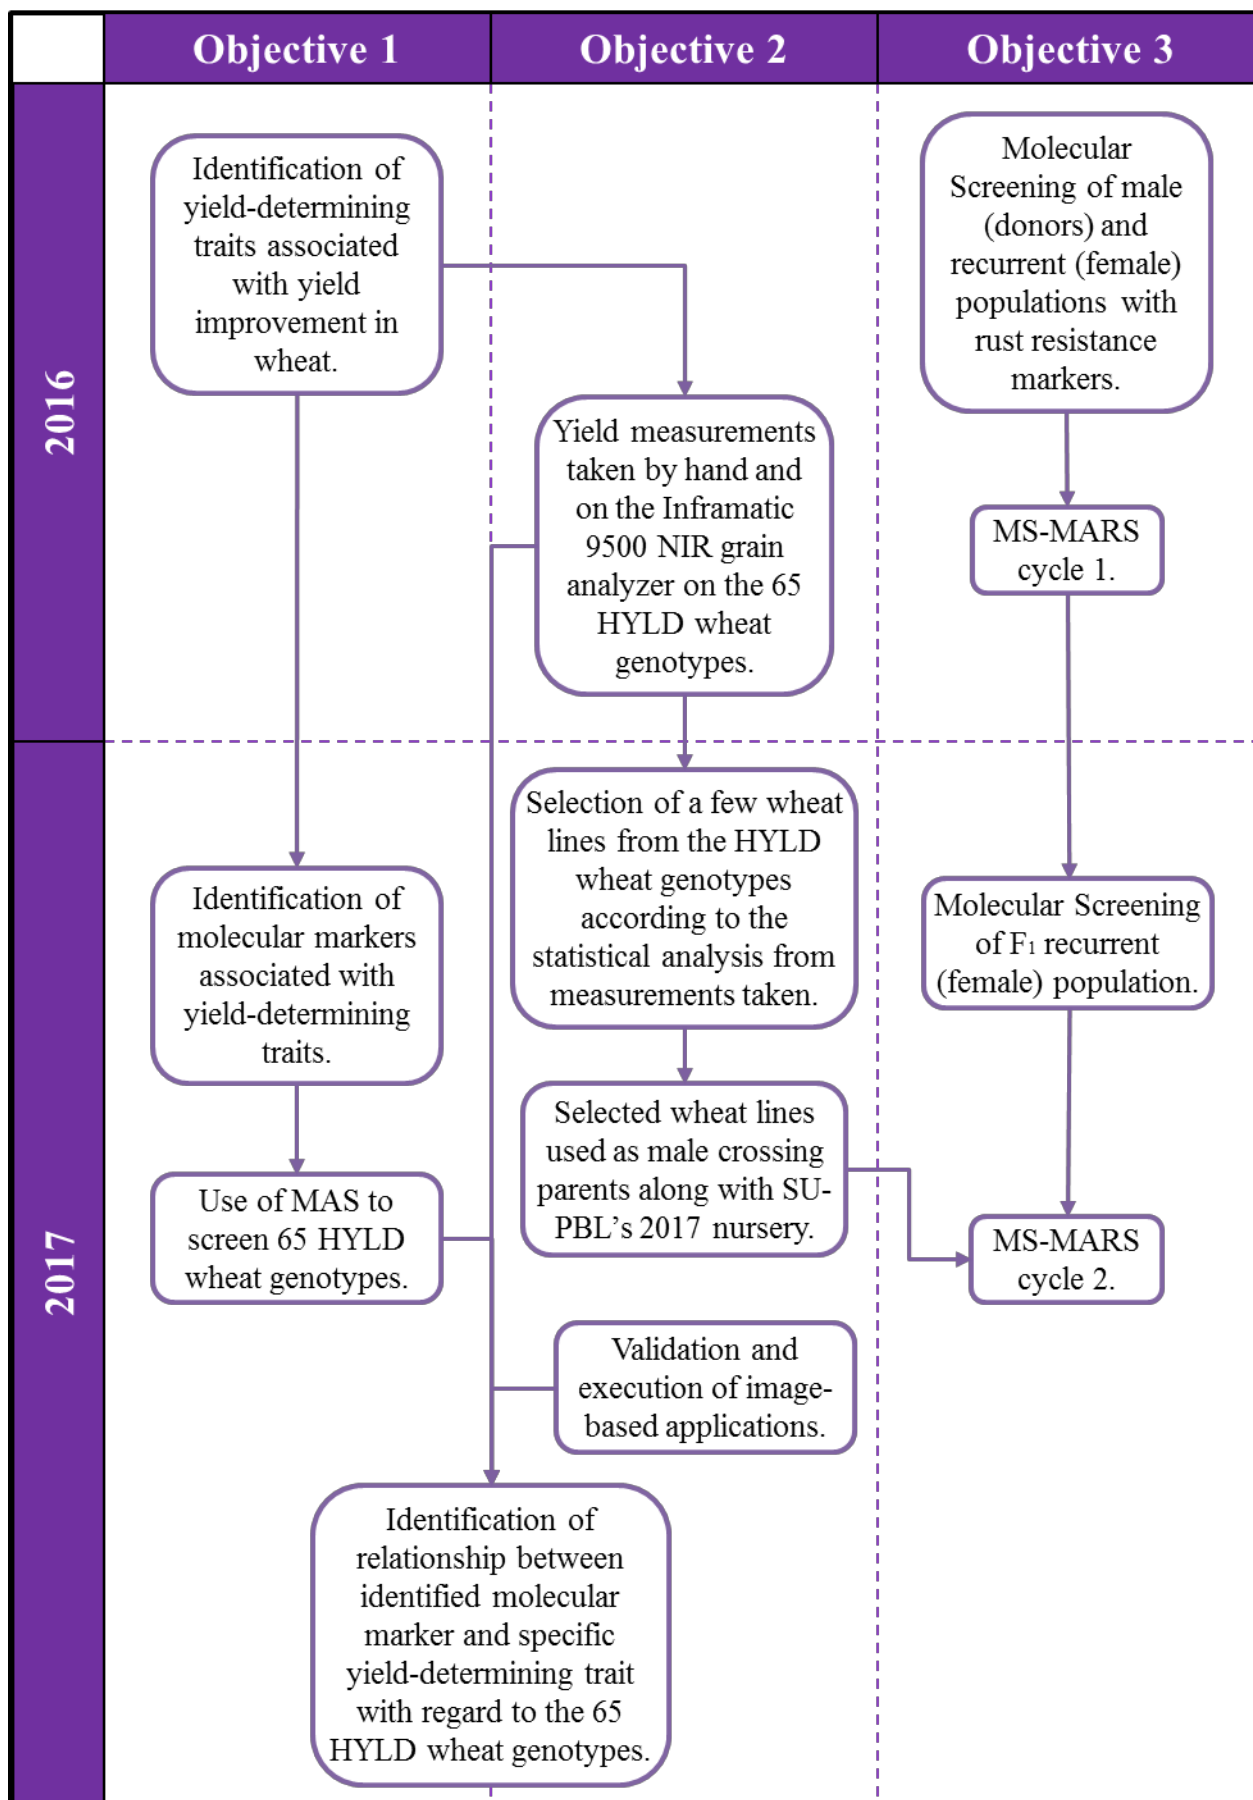 Objective 1
Objective 2
Objective 3
2016
Identification of
yield-determining
traits associated
with yield
improvement in
wheat.
Yield measurements
taken by hand and
on the Inframatic
9500 NIR grain
analyzer on the 65
HYLD wheat
genotypes.
Molecular
Screening of male
(donors) and
recurrent (female)
populations with
rust resistance
markers.
MS-MARS
cycle 1.
2017
Identification of
molecular markers
associated with
yield-determining
traits.
Use of MAS to
screen 65 HYLD
wheat genotypes.
Selection of a few wheat
lines from the HYLD
wheat genotypes
according to the
statistical analysis from
measurements taken.
Selected wheat lines
used as male crossing
parents along with SU-
PBL’s 2017 nursery.
Validation and
execution of image-
based applications.
Identification of
relationship between
identified molecular
marker and specific
yield-determining trait
with regard to the 65
HYLD wheat genotypes.
Molecular Screening
of F₁ recurrent
(female) population.
MS-MARS
cycle 2.